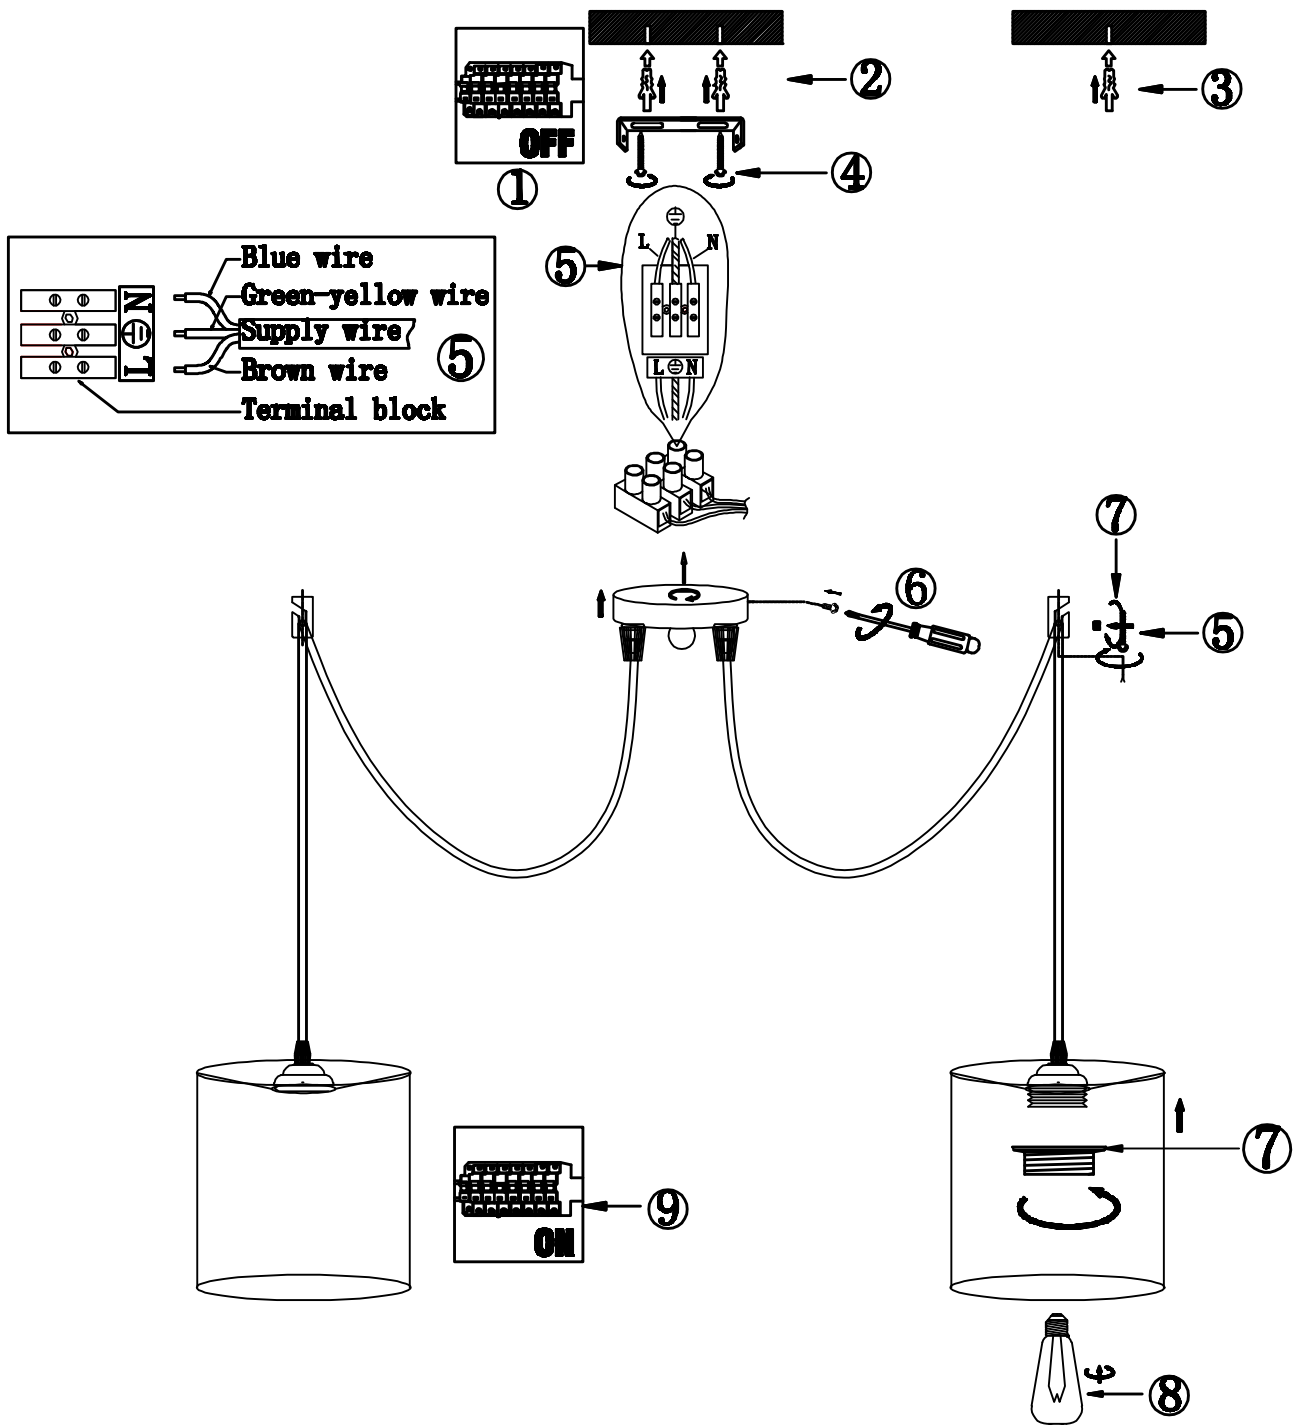 ②
③
OFF
④
①
L
N
⑤
Blue wire
Green-yellow wire
Supply wire
Brown wire
Terminal block
L N
N
L
⑤
L N
⑦
⑥
⑤
⑦
⑨
ON
⑧